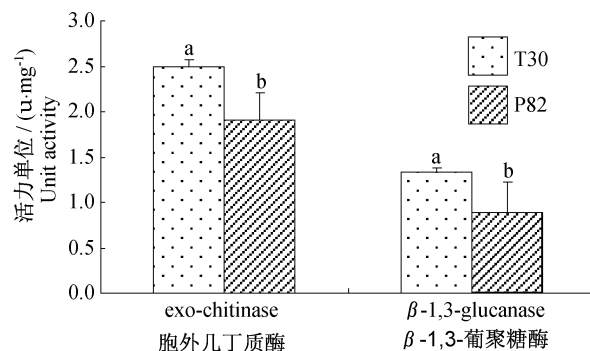 活力单位 / (u·mg⁻¹)
Unit activity
3.0
2.5
2.0
1.5
1.0
0.5
0.0
a
b
a
b
T30
P82
exo-chitinase
胞外几丁质酶
β-1,3-glucanase
β-1,3-葡聚糖酶